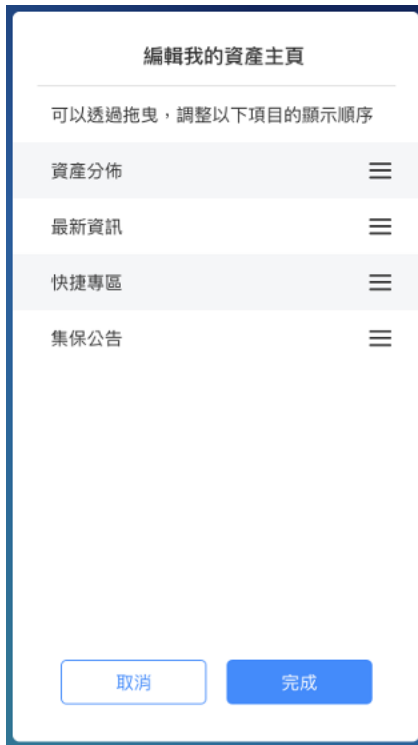 編輯我的資產主頁
可以透過拖曳，調整以下項目的顯示順序
資產分佈
最新資訊
快捷專區
集保公告
取消
完成